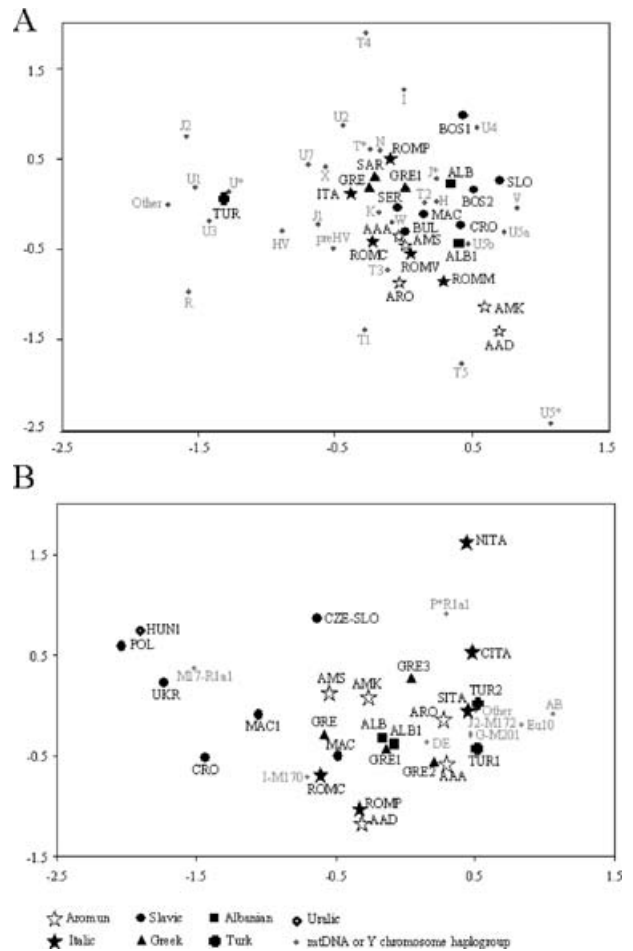 A
T4
1.5
I
U2
BOS1
U4
J2
T*
N
ROMP
0.5
U7
X
SAR
GRE1
J*
ALB
SLO
U1
U*
GRE
T2
H
BOS2
V
Other
TUR
ITA
SER
MAC
J1
K
W
BUL
CRO
U5a
U3
HV
preHV
AAA
AMS
U5b
-0.5
ROMC
ROMV
ALB1
T3
ROMM
R
ARO
AMK
T1
AAD
-1.5
T5
U5*
-2.5
-2.5 -1.5 -0.5 0.5 1.5
B
NITA
1.5
P*R1a1
HUN1
CZE-SLO
POL
CITA
0.5
M17-R1a1
GRE3
UKR
AMS
AMK
SITA
TUR2
MAC1
ARO
Other
AB
GRE
ALB
ALB1
J2-M172
Eu10
CRO
MAC
GRE1
DE
G-M201
-0.5
GRE2
TUR1
I-M170
ROMC
AAA
ROMP
AAD
-1.5
-2.5 -1.5 -0.5 0.5 1.5
Aromun Slavic Albanian Uralic
Italic Greek Turk mtDNA or Y chromosome haplogroup